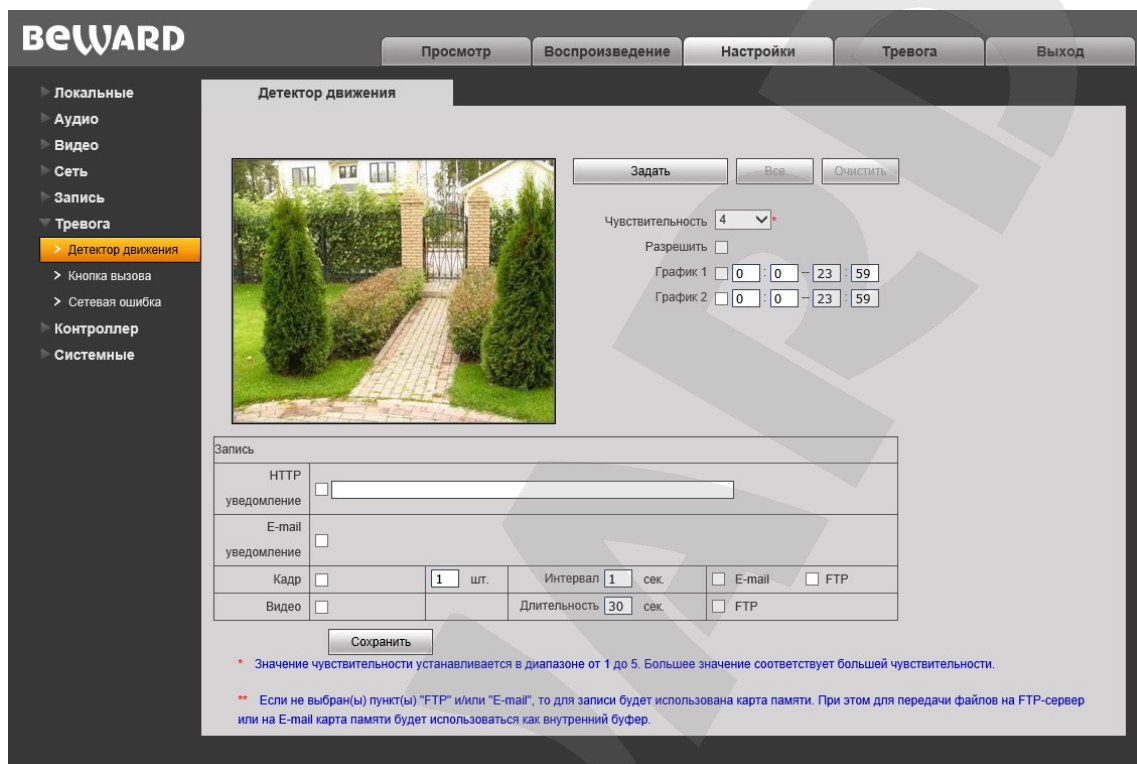 BEWARD
Просмотр Воспроизведение Настройки Тревога Выход
Локальные
Аудио
Видео
Сеть
Запись
Тревога
> Детектор движения
> Кнопка вызова
> Сетевая ошибка
Контроллер
Системные
Детектор движения
Задать Все Очистить
Чувствительность 4 *
Разрешить
График 1 0 : 0 -- 23 : 59
График 2 0 : 0 -- 23 : 59
Запись
HTTP
уведомление
E-mail
уведомление
Кадр 1 шт. Интервал 1 сек. E-mail FTP
Видео Длительность 30 сек. FTP
Сохранить
* Значение чувствительности устанавливается в диапазоне от 1 до 5. Большее значение соответствует большей чувствительности.
** Если не выбран(ы) пункт(ы) "FTP" и/или "E-mail", то для записи будет использована карта памяти. При этом для передачи файлов на FTP-сервер
или на E-mail карта памяти будет использоваться как внутренний буфер.